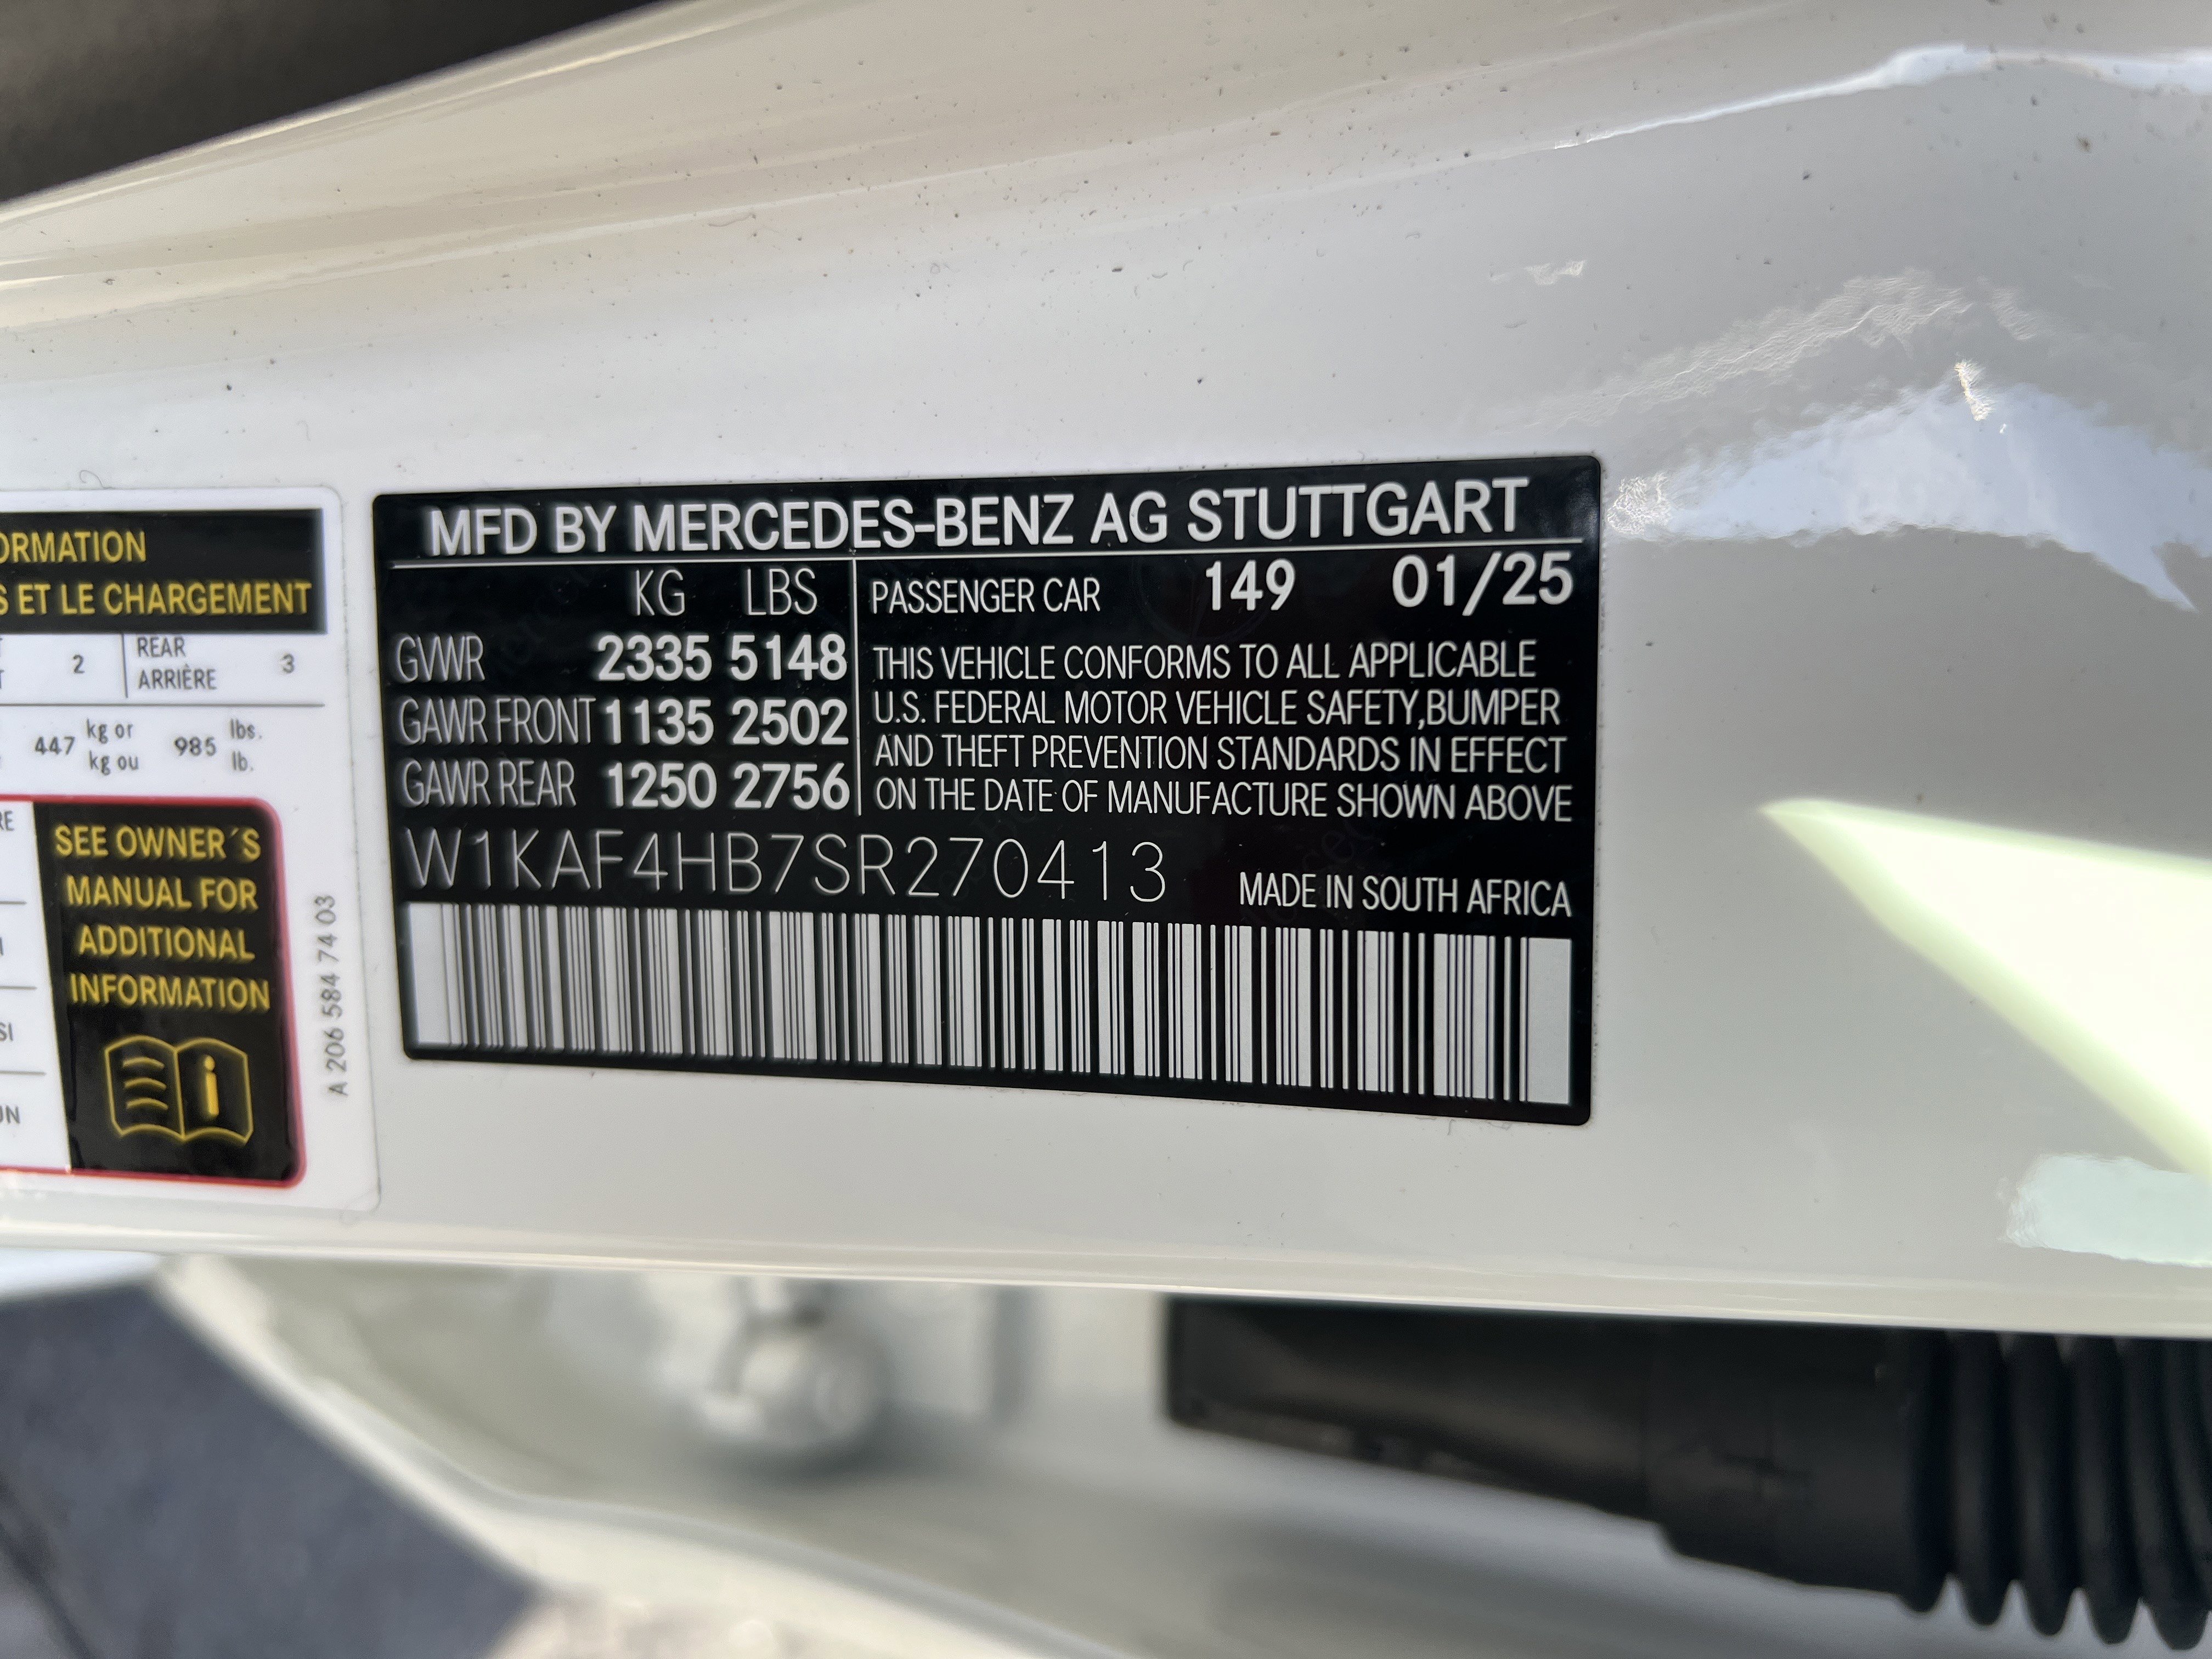 ORMATION
S ET LE CHARGEMENT
2 REAR 3
ARRIÈRE
447 kg or 985 lbs.
kg ou lb.
SEE OWNER´S
MANUAL FOR
ADDITIONAL
INFORMATION
i
A 206 584 74 03
MFD BY MERCEDES-BENZ AG STUTTGART
KG LBS
GVWR 2335 5148
GAWR FRONT 1135 2502
GAWR REAR 1250 2756
PASSENGER CAR 149 01/25
THIS VEHICLE CONFORMS TO ALL APPLICABLE
U.S. FEDERAL MOTOR VEHICLE SAFETY,BUMPER
AND THEFT PREVENTION STANDARDS IN EFFECT
ON THE DATE OF MANUFACTURE SHOWN ABOVE
W1KAF4HB7SR270413
MADE IN SOUTH AFRICA